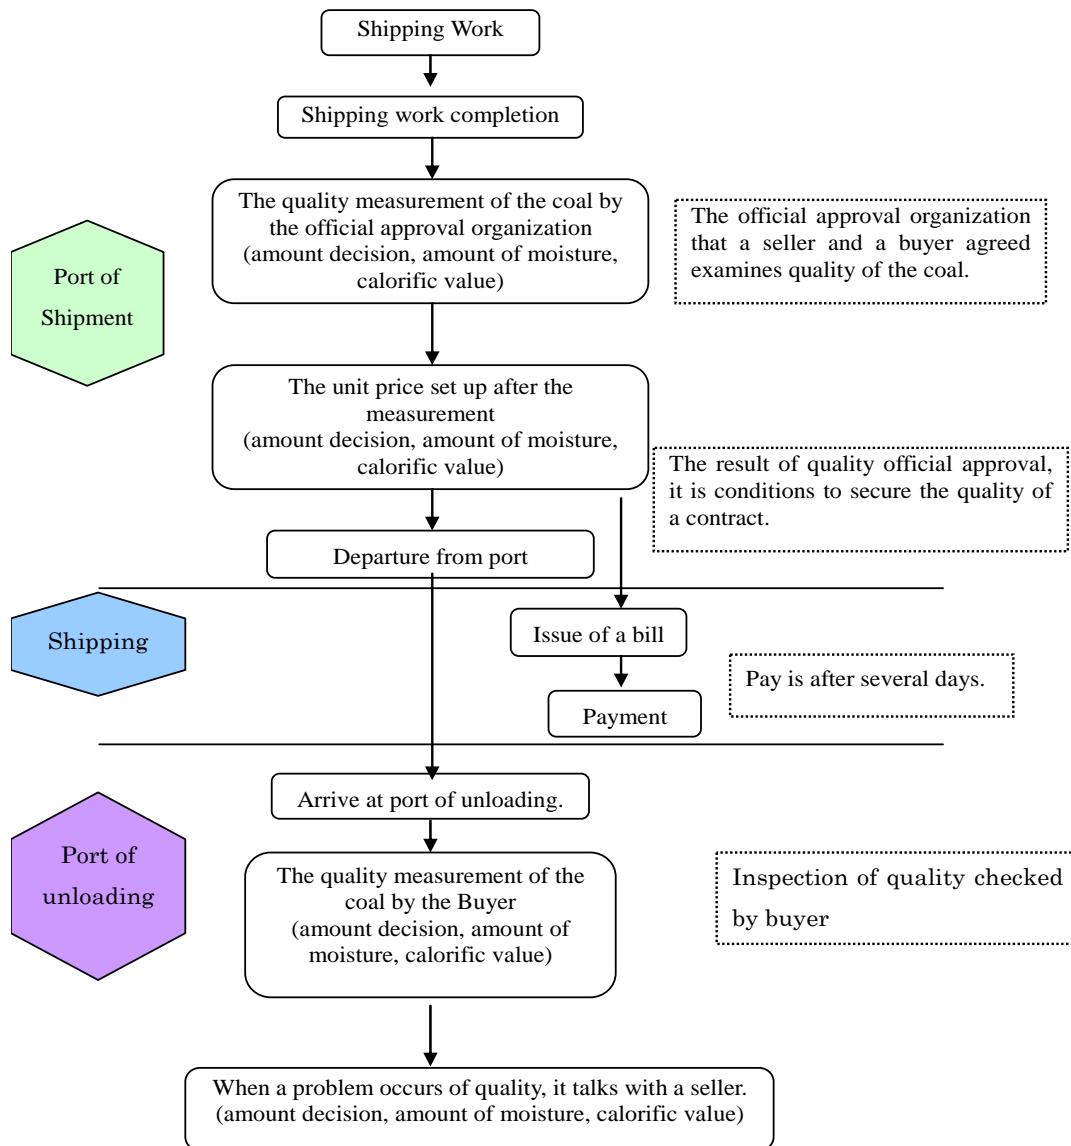 Shipping Work
Shipping work completion
The quality measurement of the coal by
the official approval organization
(amount decision, amount of moisture,
calorific value)
The official approval organization
that a seller and a buyer agreed
examines quality of the coal.
Port of
Shipment
The unit price set up after the
measurement
(amount decision, amount of moisture,
calorific value)
The result of quality official approval,
it is conditions to secure the quality of
a contract.
Departure from port
Shipping
Issue of a bill
Pay is after several days.
Payment
Arrive at port of unloading.
Port of
unloading
The quality measurement of the
coal by the Buyer
(amount decision, amount of
moisture, calorific value)
Inspection of quality checked
by buyer
When a problem occurs of quality, it talks with a seller.
(amount decision, amount of moisture, calorific value)